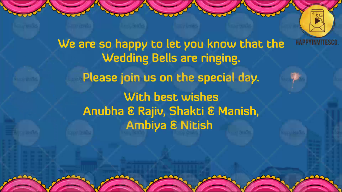 We are so happy to let you know that the
Wedding Bells are ringing.
Please join us on the special day.
With best wishes
Anubha & Rajiv, Shakti & Manish,
Ambiya & Nitish